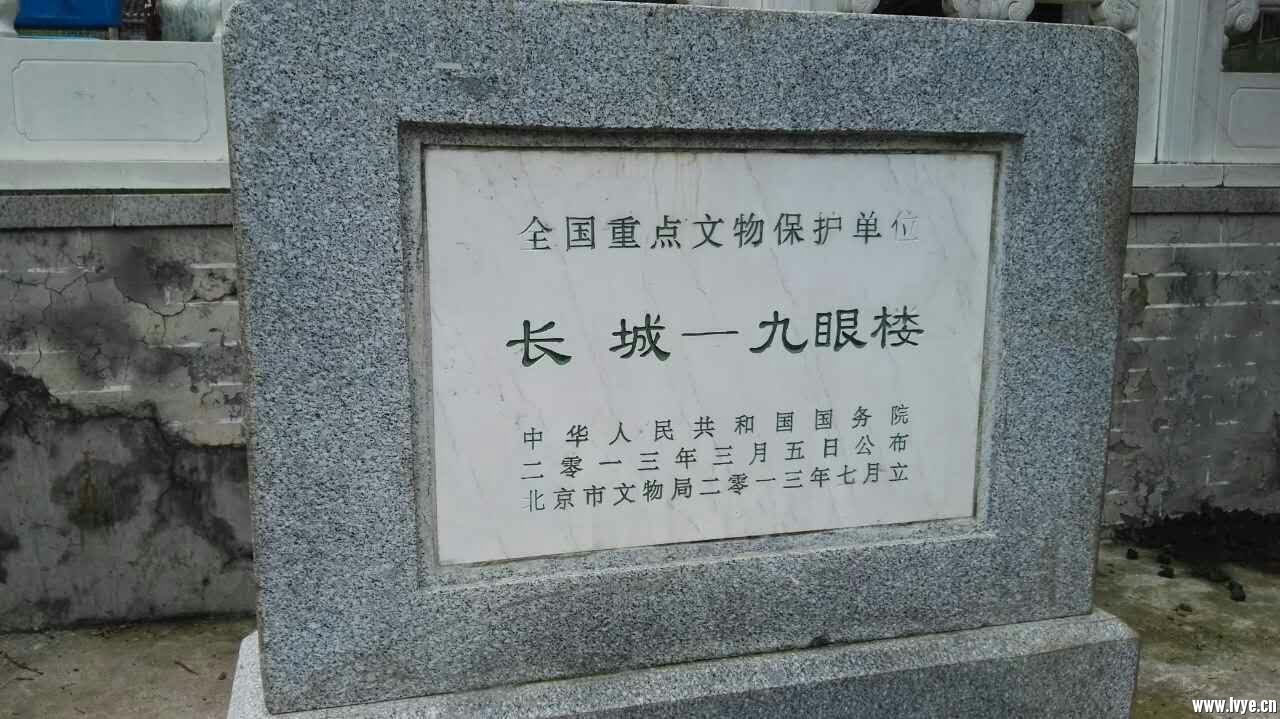 全国重点文物保护单位
长城—九眼楼
中华人民共和国国务院
二零一三年三月五日公布
北京市文物局二零一三年七月立
www.lvye.cn